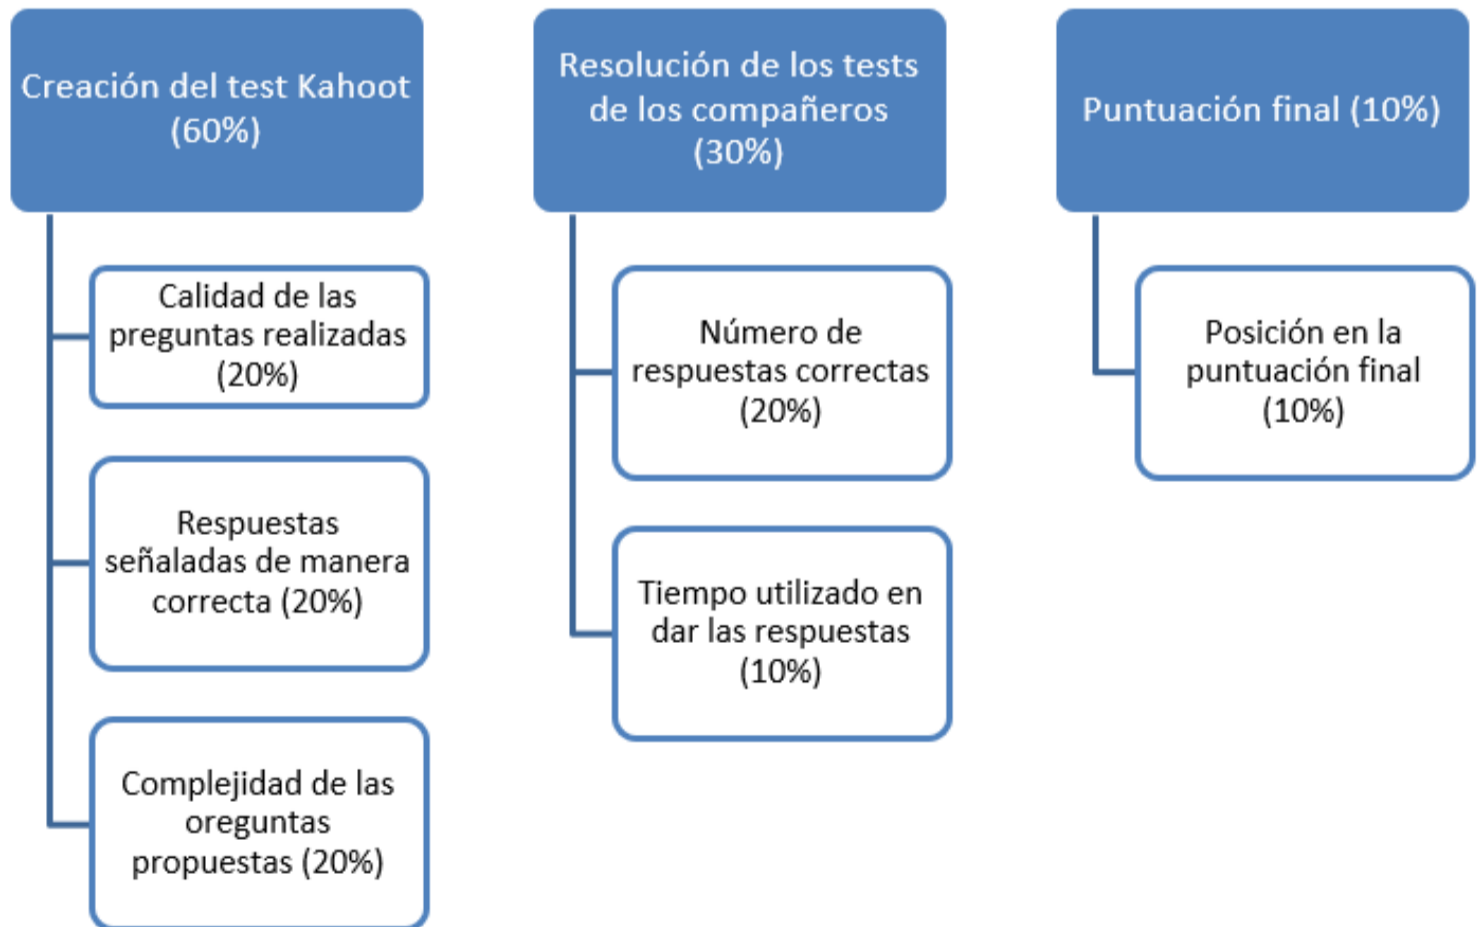 Creación del test Kahoot
(60%)
Calidad de las
preguntas realizadas
(20%)
Respuestas
señaladas de manera
correcta (20%)
Complejidad de las
oreguntas
propuestas (20%)
Resolución de los tests
de los compañeros
(30%)
Número de
respuestas correctas
(20%)
Tiempo utilizado en
dar las respuestas
(10%)
Puntuación final (10%)
Posición en la
puntuación final
(10%)